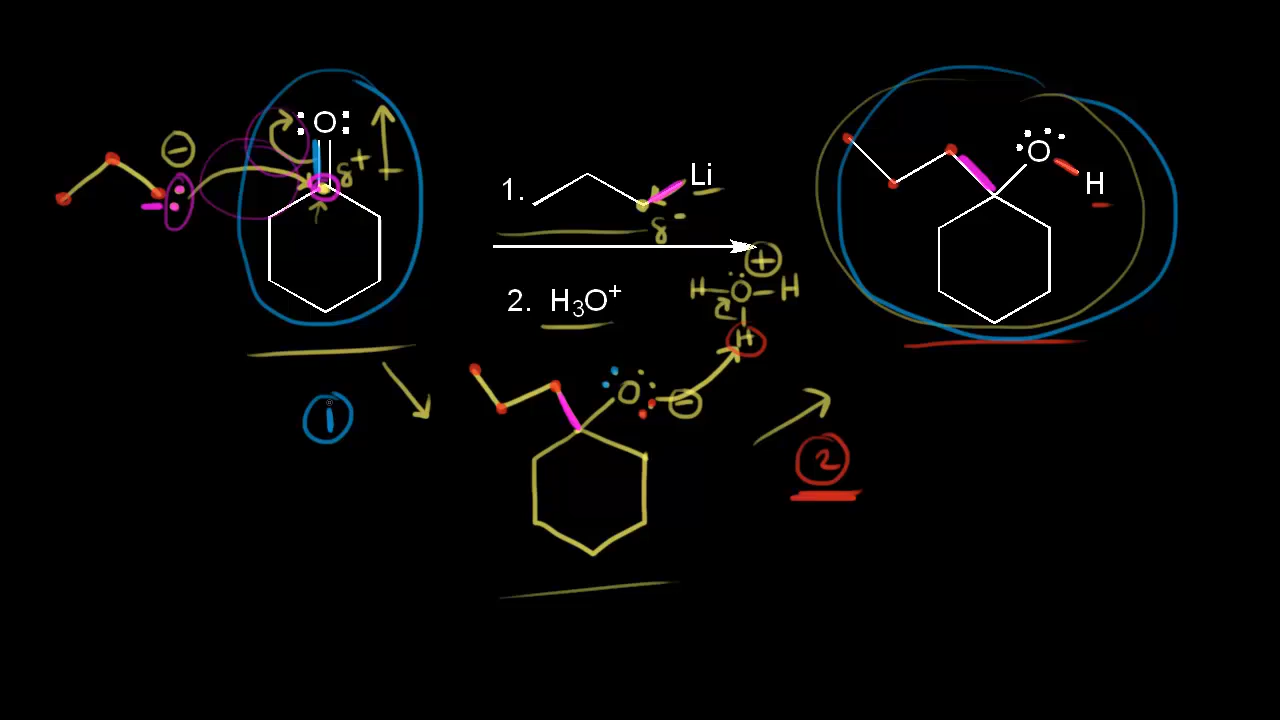 O
δ+
−
1. Li
δ−
+
2. H₃O⁺
H–O–H
H
O
H
O −
1
2